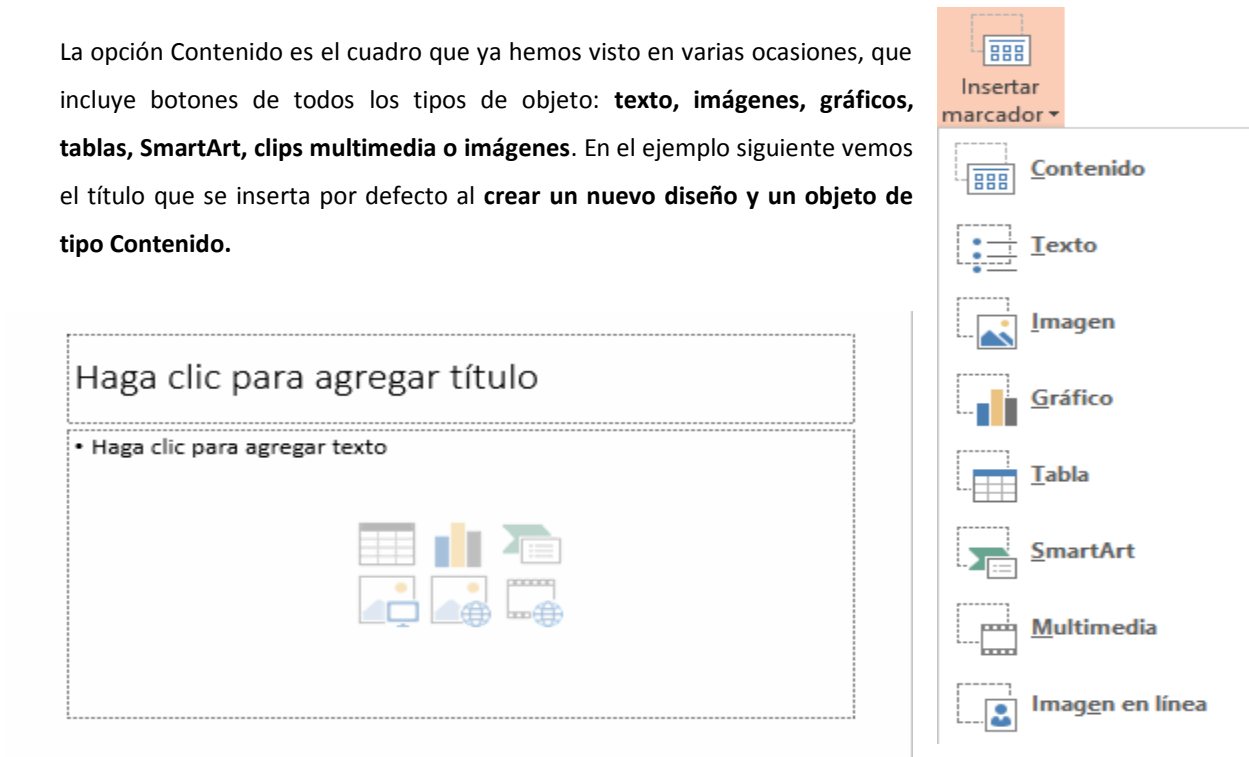 La opción Contenido es el cuadro que ya hemos visto en varias ocasiones, que
incluye botones de todos los tipos de objeto: texto, imágenes, gráficos,
tablas, SmartArt, clips multimedia o imágenes. En el ejemplo siguiente vemos
el título que se inserta por defecto al crear un nuevo diseño y un objeto de
tipo Contenido.
Haga clic para agregar título
• Haga clic para agregar texto
Insertar
marcador
Contenido
Texto
Imagen
Gráfico
Tabla
SmartArt
Multimedia
Imagen en línea